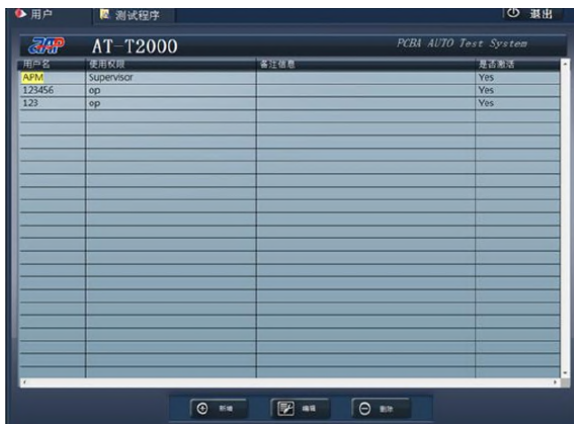 用户 测试程序 退出
AT-T2000 PCBA AUTO Test System
用户名 使用权限 备注信息 是否激活
AFM Supervisor Yes
123456 op Yes
123 op Yes
新增 编辑 删除